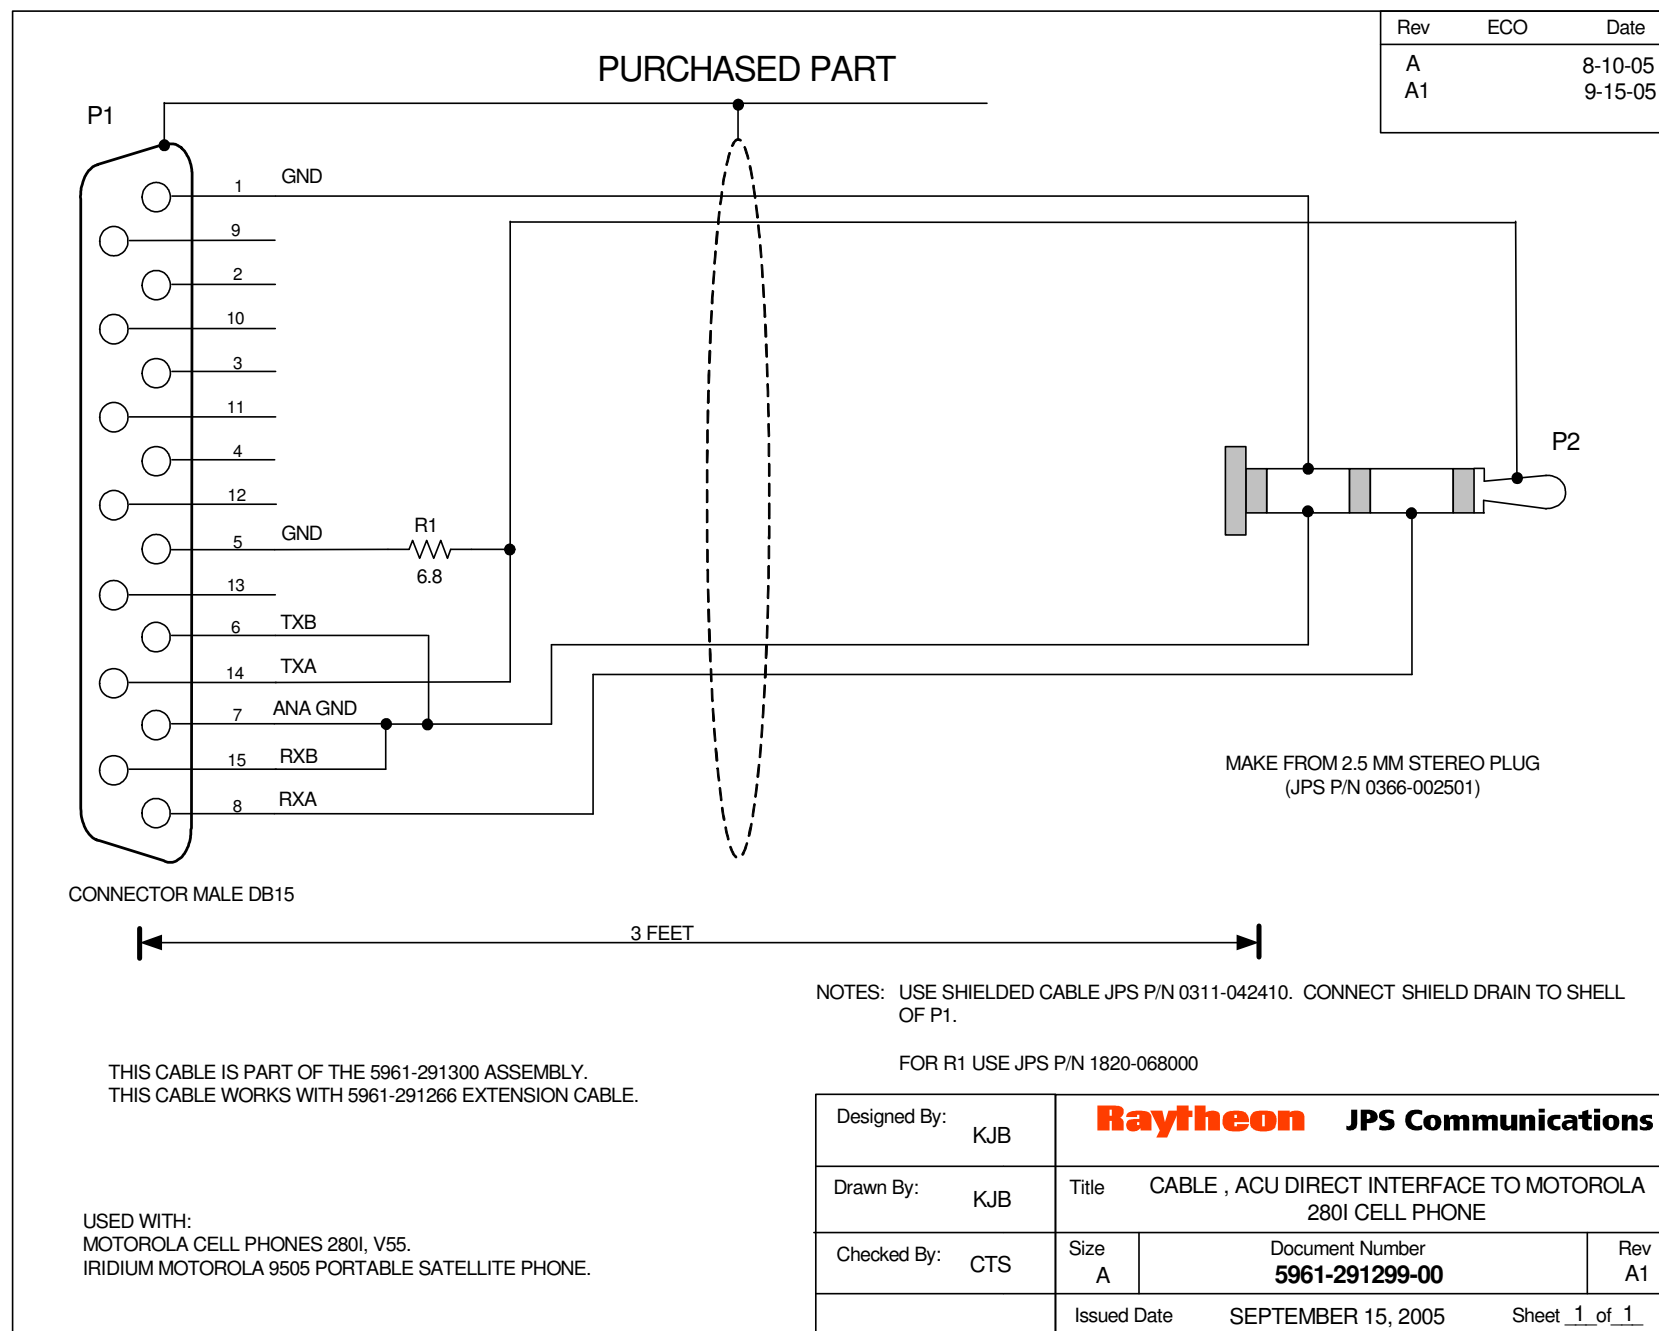 Rev ECO Date
A 8-10-05
A1 9-15-05
PURCHASED PART
P1
1 GND
9
2
10
3
11
4
12
5 GND
R1
6.8
13
6 TXB
14 TXA
7 ANA GND
15 RXB
8 RXA
P2
MAKE FROM 2.5 MM STEREO PLUG
(JPS P/N 0366-002501)
CONNECTOR MALE DB15
3 FEET
NOTES: USE SHIELDED CABLE JPS P/N 0311-042410. CONNECT SHIELD DRAIN TO SHELL
OF P1.
FOR R1 USE JPS P/N 1820-068000
THIS CABLE IS PART OF THE 5961-291300 ASSEMBLY.
THIS CABLE WORKS WITH 5961-291266 EXTENSION CABLE.
USED WITH:
MOTOROLA CELL PHONES 280I, V55.
IRIDIUM MOTOROLA 9505 PORTABLE SATELLITE PHONE.
Designed By: KJB
Raytheon JPS Communications
Drawn By: KJB
Title CABLE , ACU DIRECT INTERFACE TO MOTOROLA
280I CELL PHONE
Checked By: CTS
Size A
Document Number
5961-291299-00
Rev
A1
Issued Date SEPTEMBER 15, 2005 Sheet 1 of 1